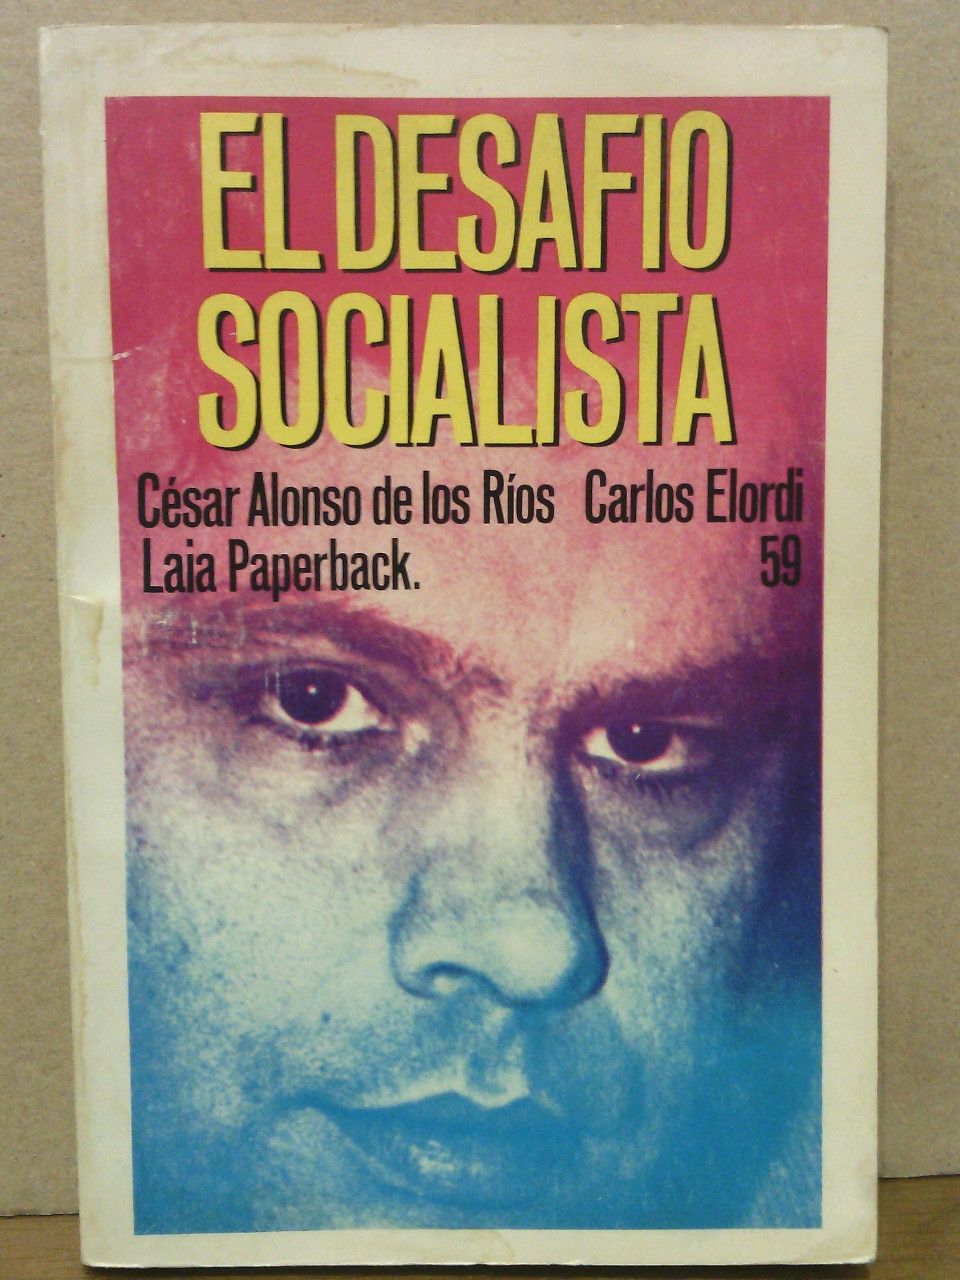 EL DESAFIO
SOCIALISTA
César Alonso de los Ríos Carlos Elordi
Laia Paperback. 59